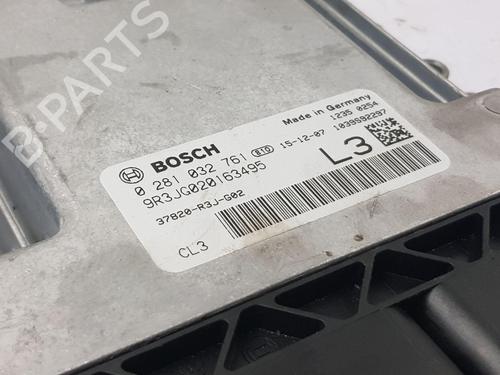 B-PARTS
BOSCH
Made in Germany
0 281 032 761 15-12-07 1235 0254
9R3JG020163495 1039S92297
37820-R3J-G02 L3
CL3